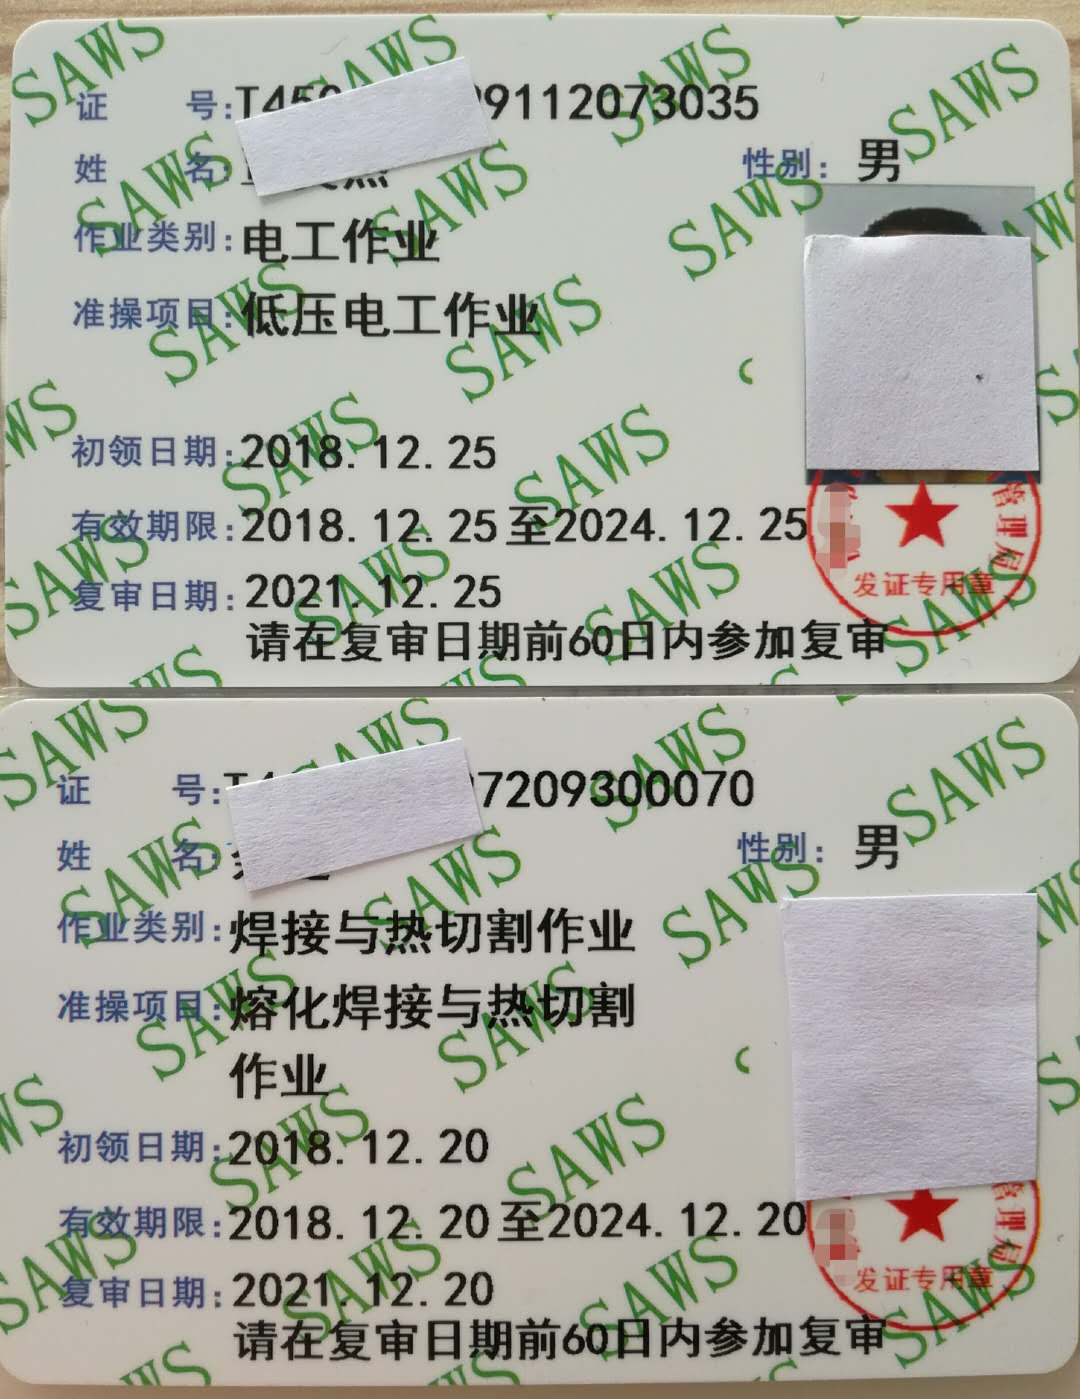 证 号:T45 9112073035
姓 名:
性别: 男
作业类别:电工作业
准操项目:低压电工作业
初领日期:2018.12.25
有效期限:2018.12.25至2024.12.25
复审日期:2021.12.25
请在复审日期前60日内参加复审
管理局
发证专用章
证 号:T4 7209300070
姓 名:
性别: 男
作业类别:焊接与热切割作业
准操项目:熔化焊接与热切割
作业
初领日期:2018.12.20
有效期限:2018.12.20至2024.12.20
复审日期:2021.12.20
请在复审日期前60日内参加复审
管理局
发证专用章
SAWS